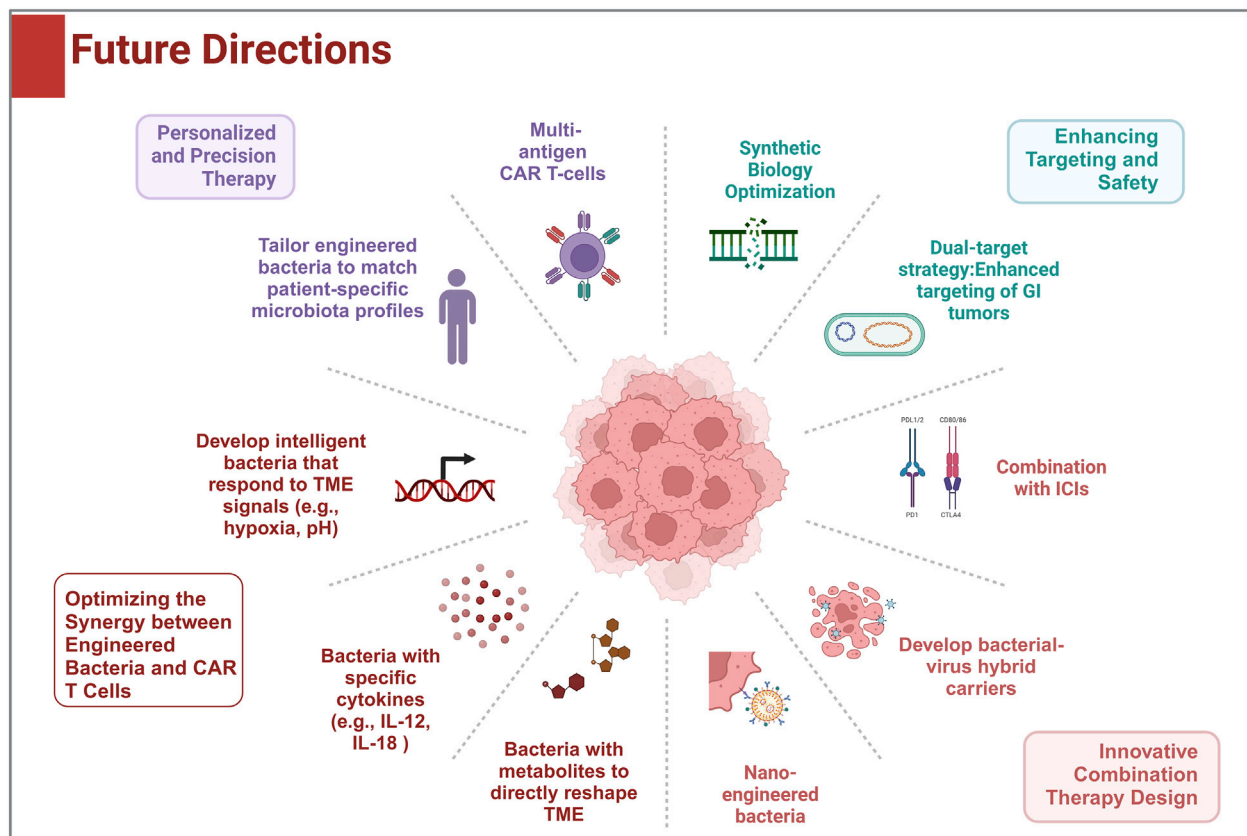 Future Directions
Personalized
and Precision
Therapy
Multi-
antigen
CAR T-cells
Synthetic
Biology
Optimization
Enhancing
Targeting and
Safety
Tailor engineered
bacteria to match
patient-specific
microbiota profiles
Dual-target
strategy:Enhanced
targeting of GI
tumors
Develop intelligent
bacteria that
respond to TME
signals (e.g.,
hypoxia, pH)
PDL1/2
CD80/86
PD1
CTLA4
Combination
with ICIs
Optimizing the
Synergy between
Engineered
Bacteria and CAR
T Cells
Bacteria with
specific
cytokines
(e.g., IL-12,
IL-18 )
Bacteria with
metabolites to
directly reshape
TME
Nano-
engineered
bacteria
Develop bacterial-
virus hybrid
carriers
Innovative
Combination
Therapy Design